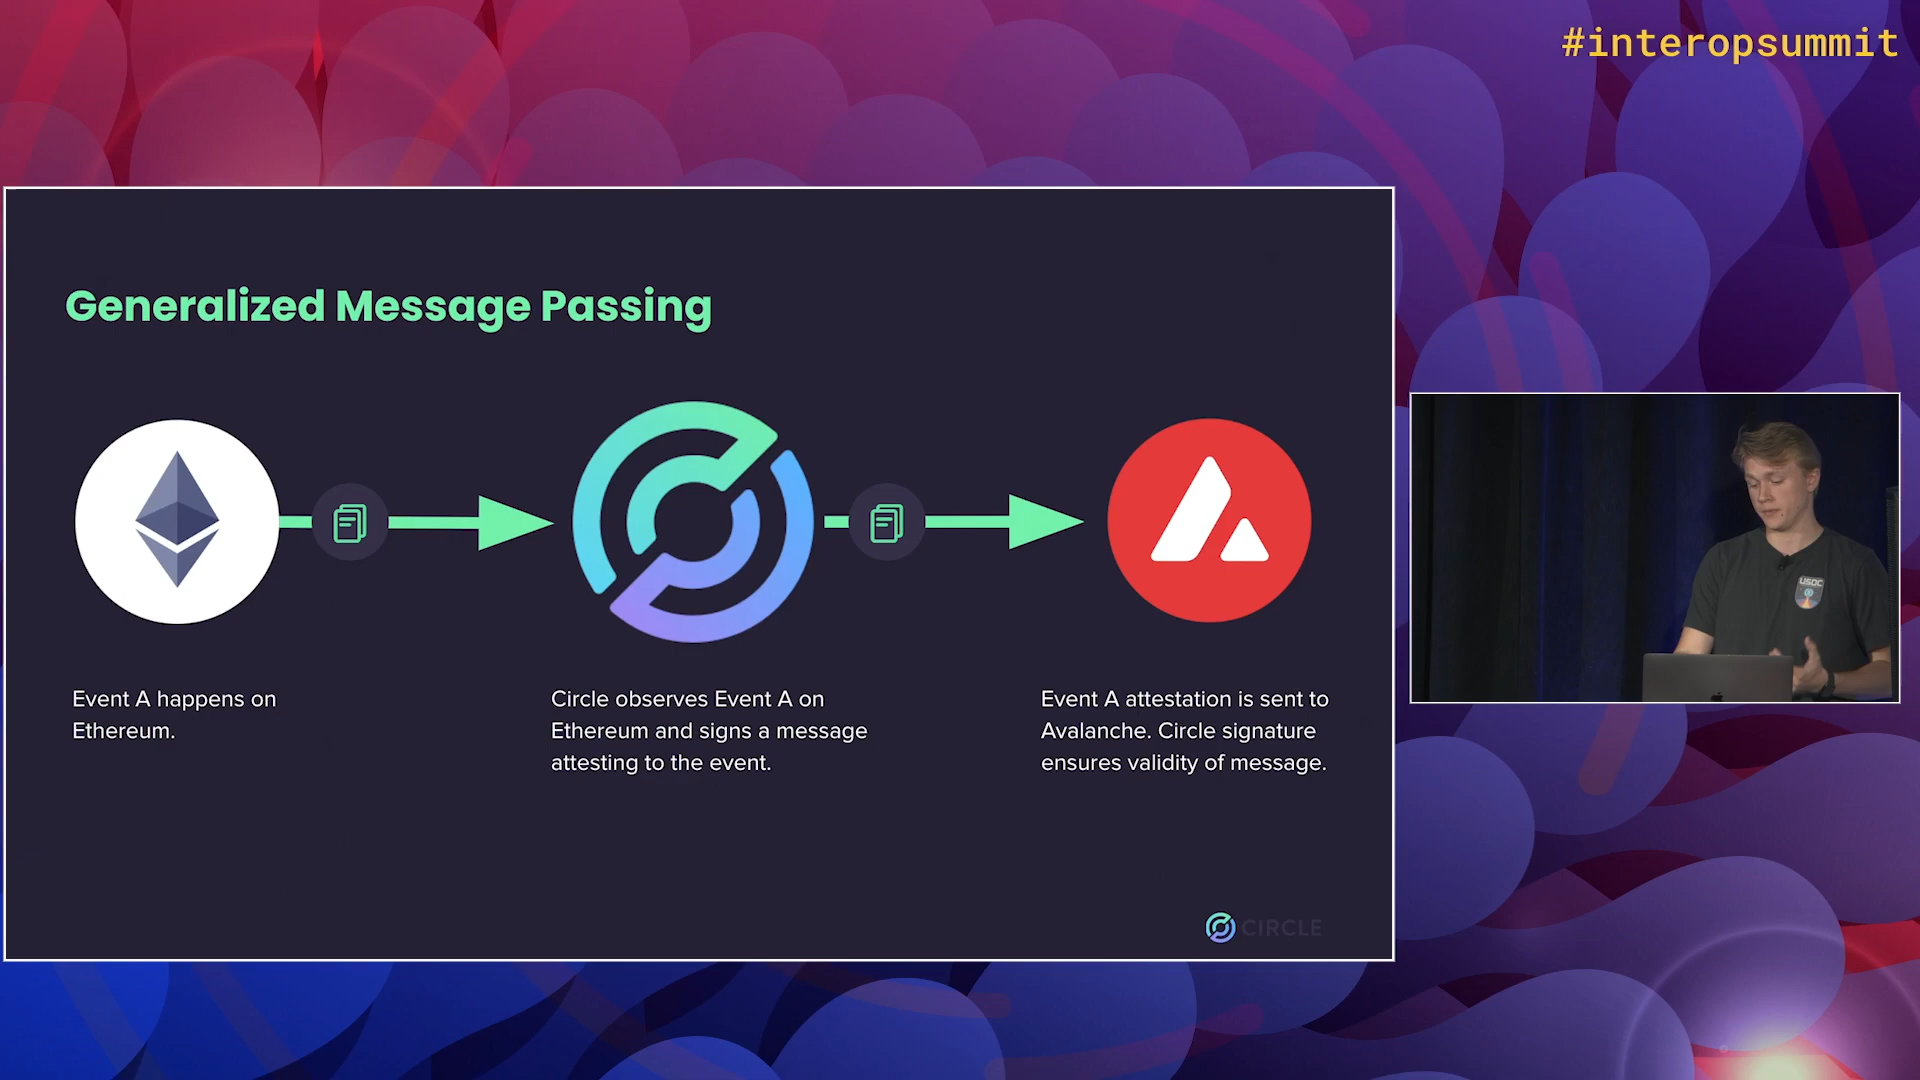 #interopsummit
Generalized Message Passing
Event A happens on
Ethereum.
Circle observes Event A on
Ethereum and signs a message
attesting to the event.
Event A attestation is sent to
Avalanche. Circle signature
ensures validity of message.
USDC
CIRCLE